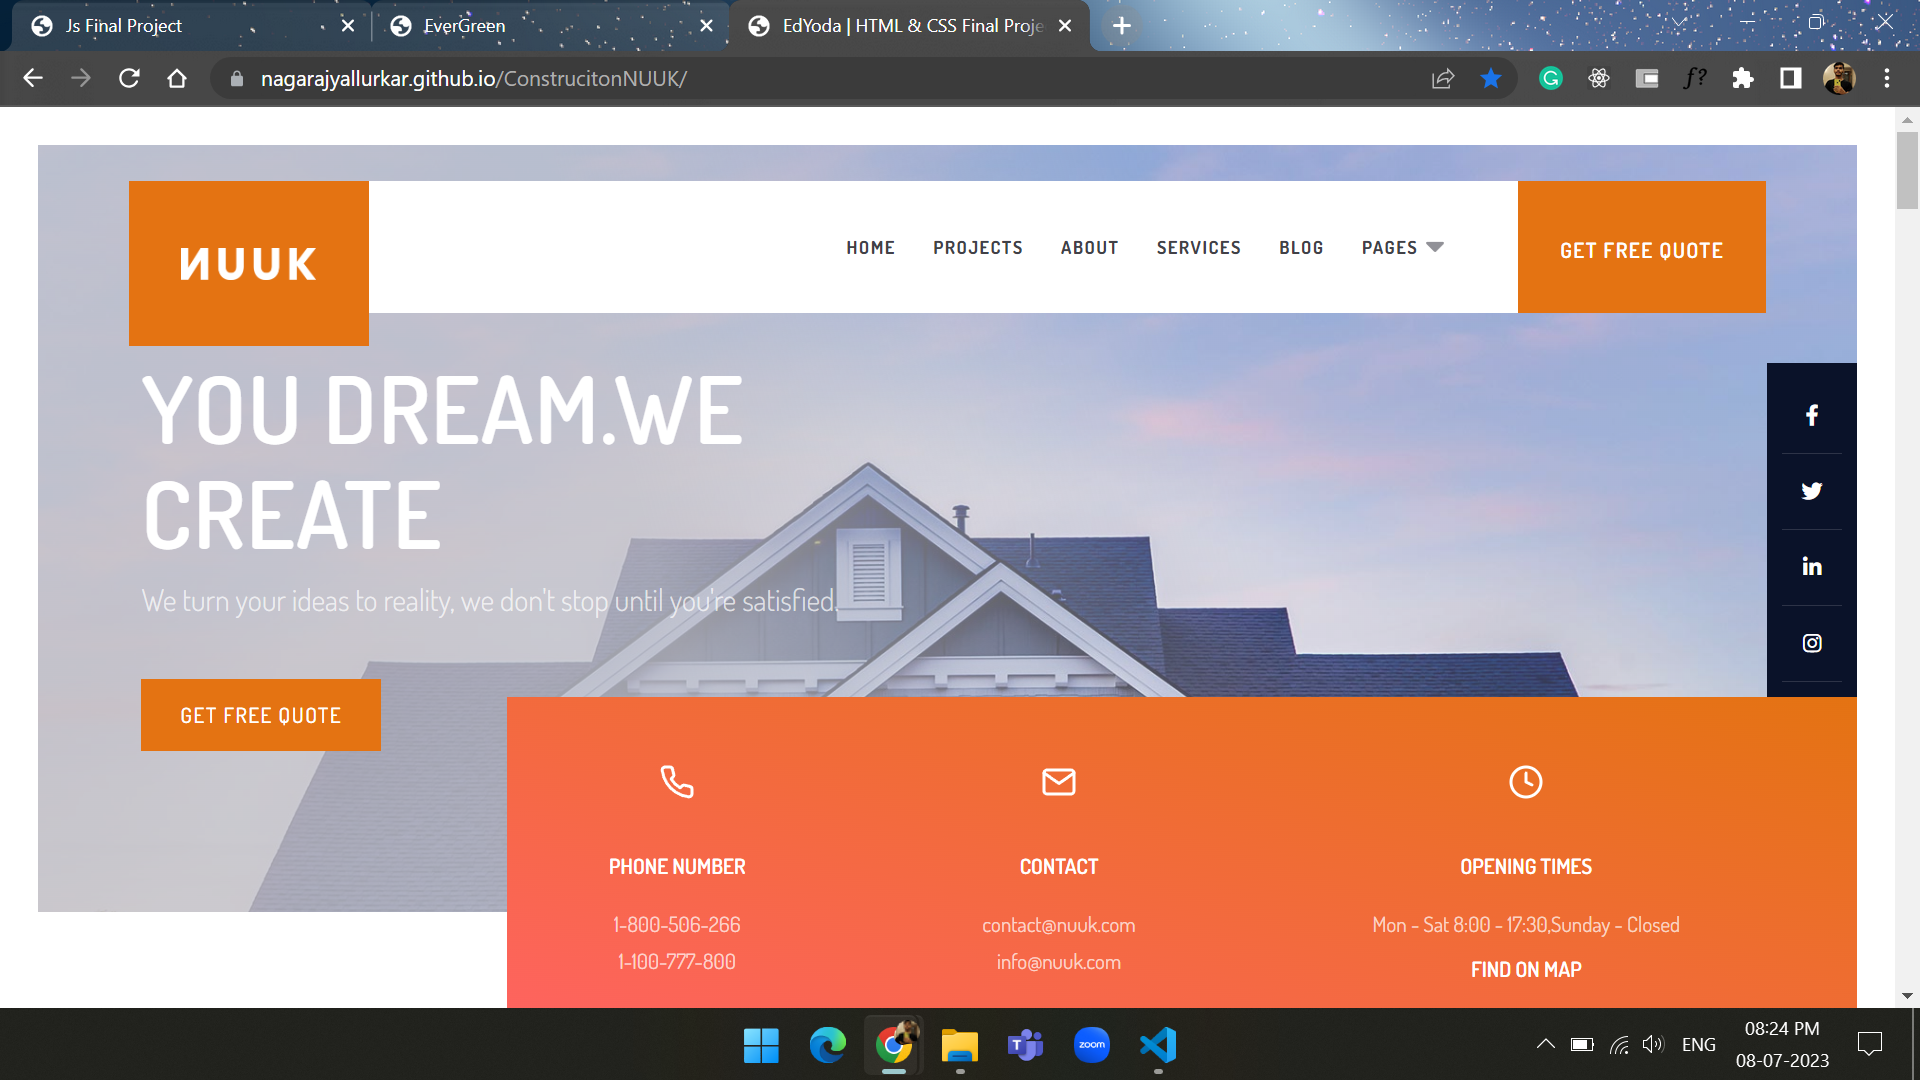 Js Final Project
EverGreen
EdYoda | HTML & CSS Final Proje
nagarajyallurkar.github.io/ConstrucitonNUUK/
f?
NUUK
HOME PROJECTS ABOUT SERVICES BLOG PAGES
GET FREE QUOTE
YOU DREAM.WE
CREATE
We turn your ideas to reality, we don't stop until you're satisfied.
GET FREE QUOTE
PHONE NUMBER
1-800-506-266
1-100-777-800
CONTACT
contact@nuuk.com
info@nuuk.com
OPENING TIMES
Mon - Sat 8:00 - 17:30,Sunday - Closed
FIND ON MAP
zoom
ENG
08:24 PM
08-07-2023